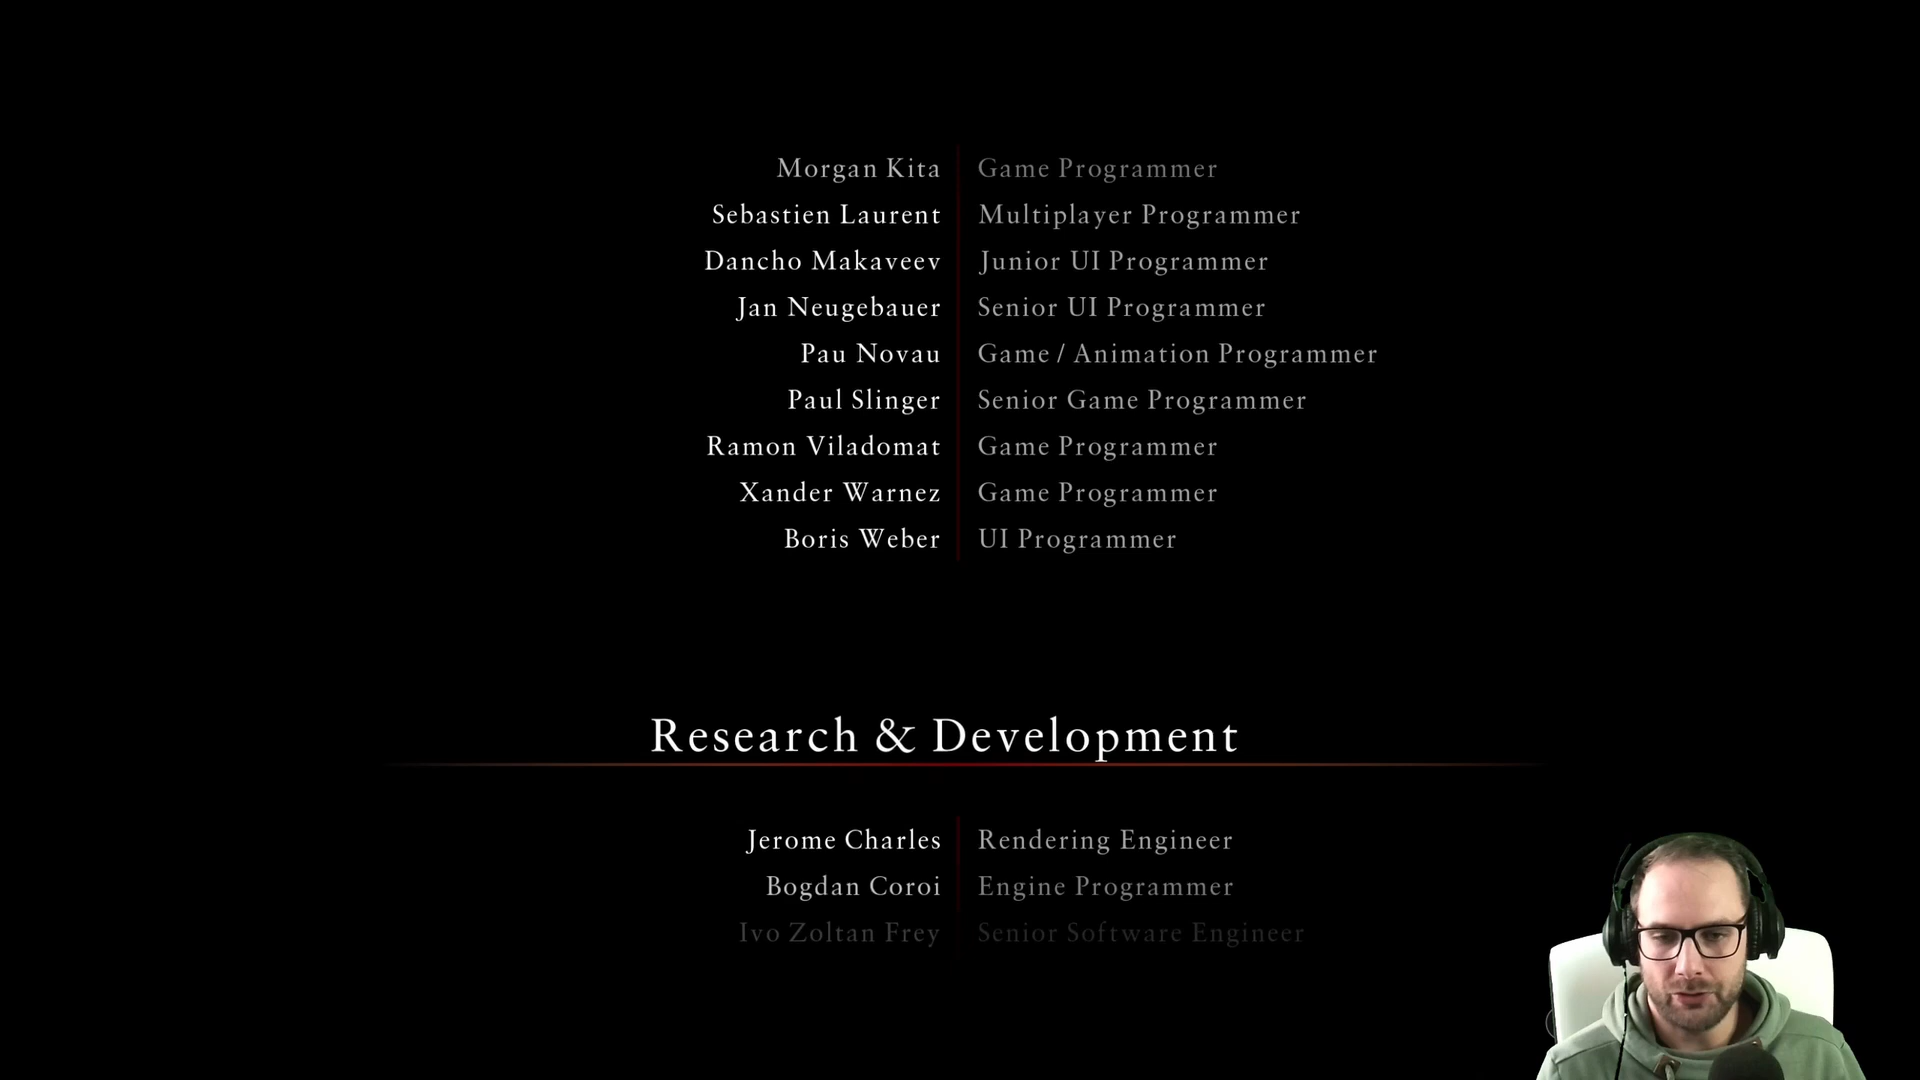 Morgan Kita Game Programmer
Sebastien Laurent Multiplayer Programmer
Dancho Makaveev Junior UI Programmer
Jan Neugebauer Senior UI Programmer
Pau Novau Game / Animation Programmer
Paul Slinger Senior Game Programmer
Ramon Viladomat Game Programmer
Xander Warnez Game Programmer
Boris Weber UI Programmer
Research & Development
Jerome Charles Rendering Engineer
Bogdan Coroi Engine Programmer
Ivo Zoltan Frey Senior Software Engineer